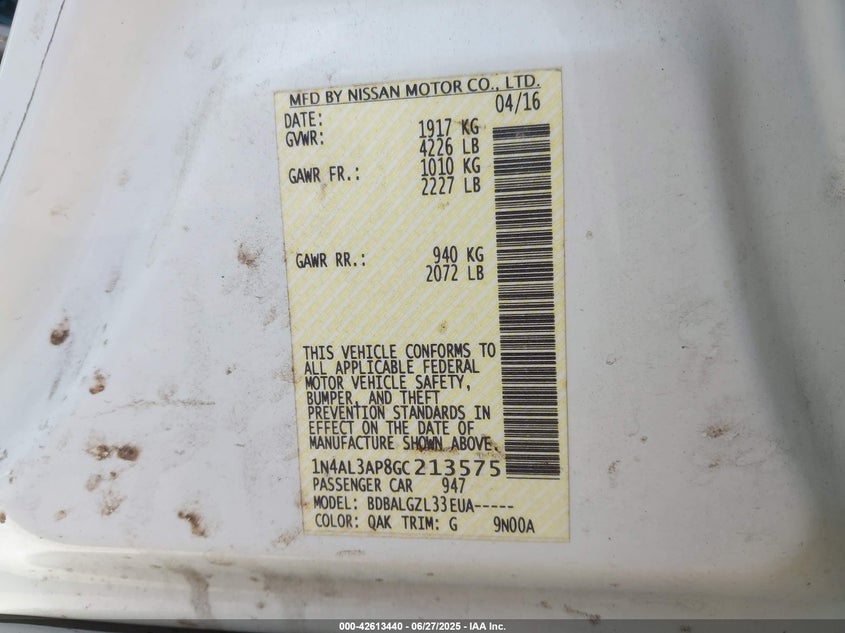 MFD BY NISSAN MOTOR CO., LTD.
DATE: 04/16
GVWR: 1917 KG
4226 LB
GAWR FR.: 1010 KG
2227 LB
GAWR RR.: 940 KG
2072 LB
THIS VEHICLE CONFORMS TO
ALL APPLICABLE FEDERAL
MOTOR VEHICLE SAFETY,
BUMPER, AND THEFT
PREVENTION STANDARDS IN
EFFECT ON THE DATE OF
MANUFACTURE SHOWN ABOVE.
1N4AL3AP8GC213575
PASSENGER CAR 947
MODEL: BDBALGZL33EUA-----
COLOR: QAK TRIM: G 9N00A
000-42613440 - 06/27/2025 - IAA Inc.